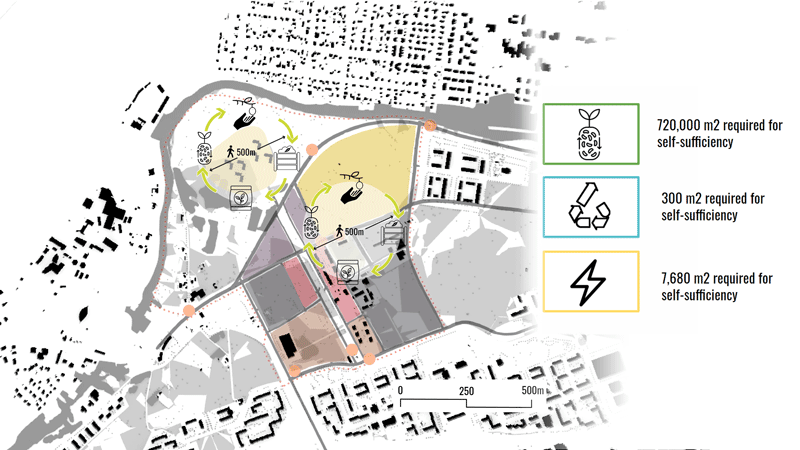 500m
500m
720,000 m2 required for
self-sufficiency
300 m2 required for
self-sufficiency
7,680 m2 required for
self-sufficiency
0 250 500m